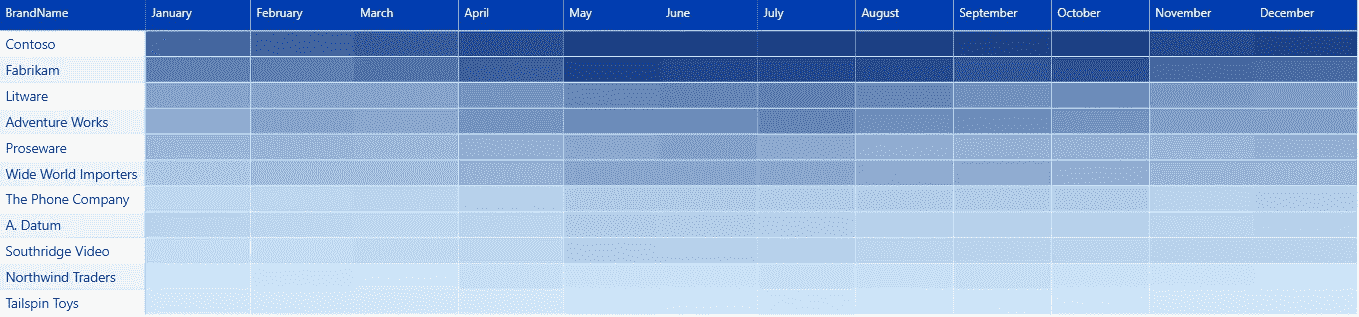 BrandName January February March April May June July August September October November December
Contoso
Fabrikam
Litware
Adventure Works
Proseware
Wide World Importers
The Phone Company
A. Datum
Southridge Video
Northwind Traders
Tailspin Toys